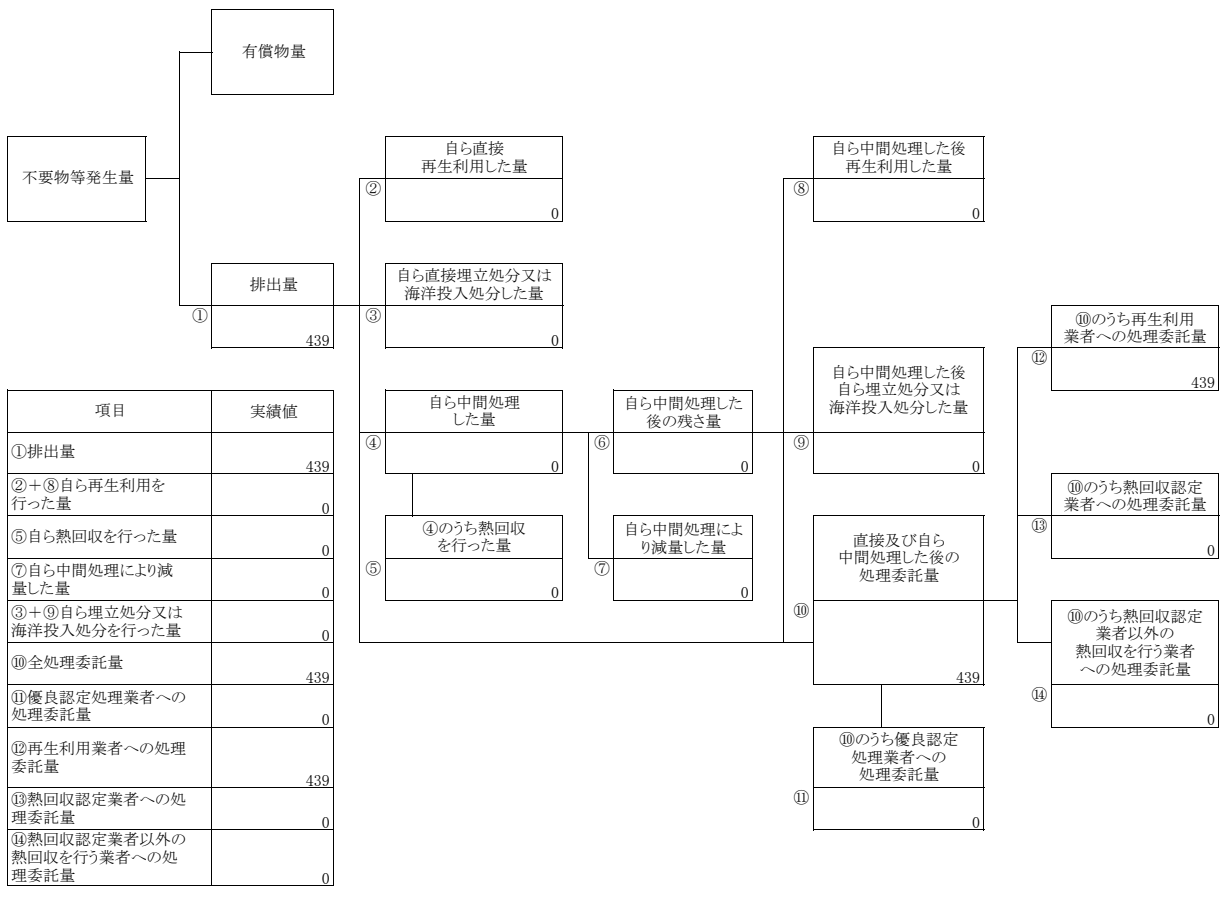 有償物量
不要物等発生量
自ら直接
再生利用した量
②
0
自ら中間処理した後
再生利用した量
⑧
0
排出量
①
439
自ら直接埋立処分又は
海洋投入処分した量
③
0
⑩のうち再生利用
業者への処理委託量
⑫
439
自ら中間処理
した量
④
0
自ら中間処理した
後の残さ量
⑥
0
自ら中間処理した後
自ら埋立処分又は
海洋投入処分した量
⑨
0
④のうち熱回収
を行った量
⑤
0
自ら中間処理によ
り減量した量
⑦
0
直接及び自ら
中間処理した後の
処理委託量
⑩
439
⑩のうち熱回収認定
業者への処理委託量
⑬
0
⑩のうち熱回収認定
業者以外の
熱回収を行う業者
への処理委託量
⑭
0
⑩のうち優良認定
処理業者への
処理委託量
⑪
0
項目 実績値
①排出量
439
②＋⑧自ら再生利用を
行った量
0
⑤自ら熱回収を行った量
0
⑦自ら中間処理により減
量した量
0
③＋⑨自ら埋立処分又は
海洋投入処分を行った量
0
⑩全処理委託量
439
⑪優良認定処理業者への
処理委託量
0
⑫再生利用業者への処理
委託量
439
⑬熱回収認定業者への処
理委託量
0
⑭熱回収認定業者以外の
熱回収を行う業者への処
理委託量
0